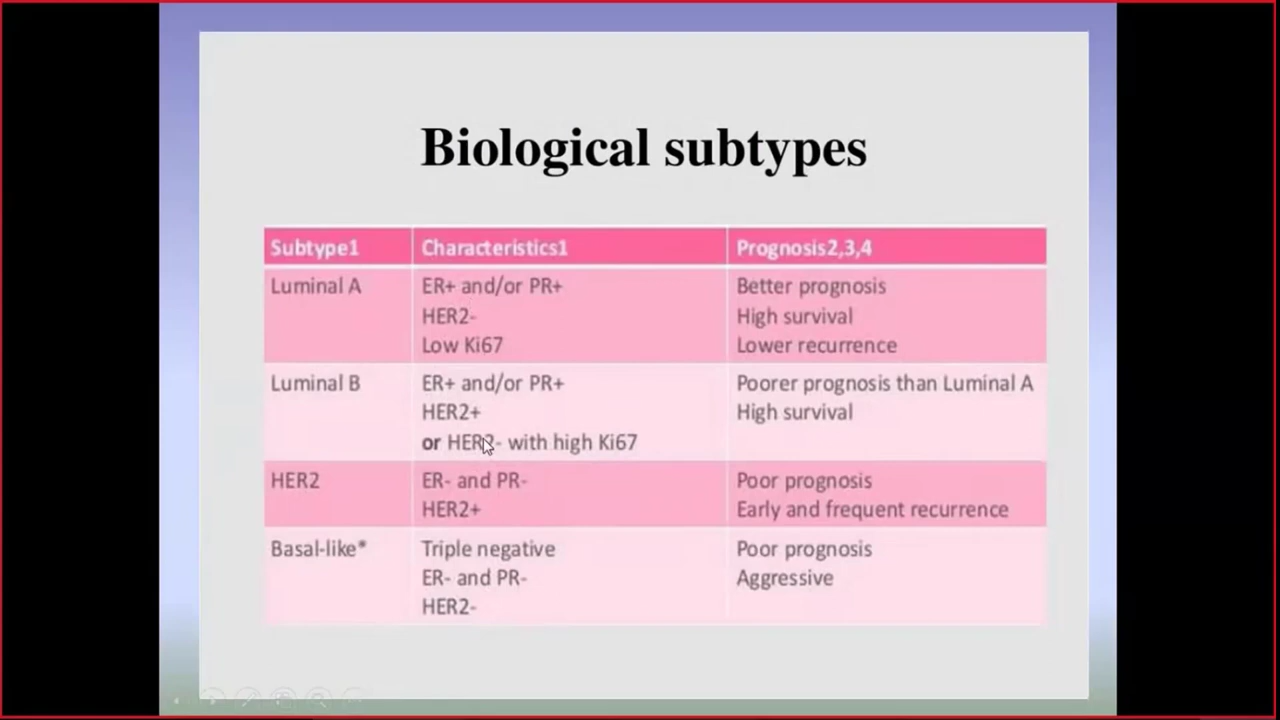 Biological subtypes
Subtype1 Characteristics1 Prognosis2,3,4
Luminal A ER+ and/or PR+ Better prognosis
HER2- High survival
Low Ki67 Lower recurrence
Luminal B ER+ and/or PR+ Poorer prognosis than Luminal A
HER2+ High survival
or HER2- with high Ki67
HER2 ER- and PR- Poor prognosis
HER2+ Early and frequent recurrence
Basal-like* Triple negative Poor prognosis
ER- and PR- Aggressive
HER2-